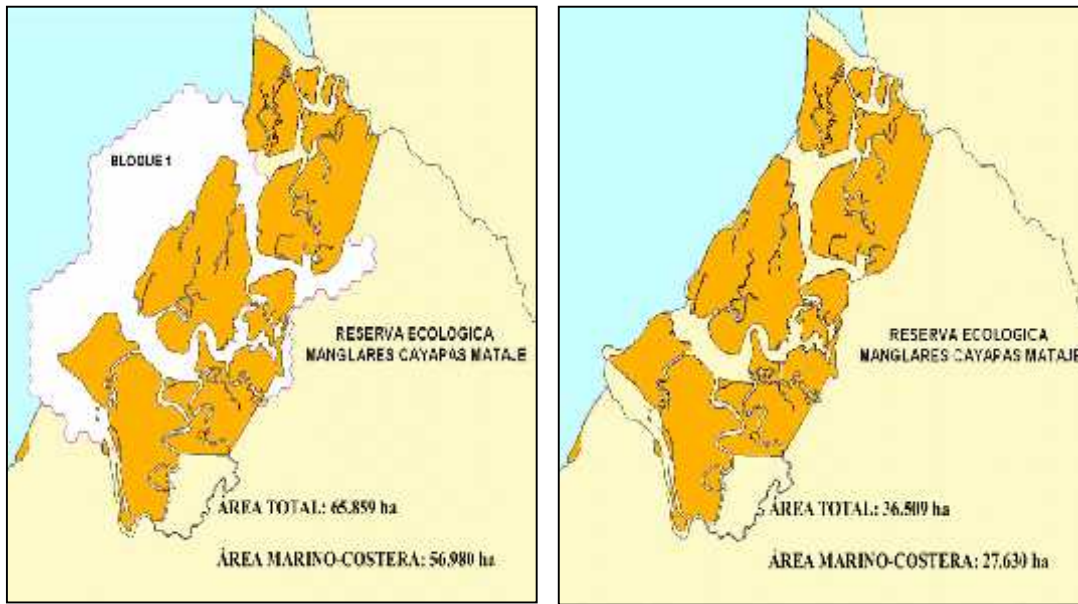 BLOQUE 1
RESERVA ECOLOGICA
MANGLARES CAYAPAS MATAJE
ÁREA TOTAL: 65.859 ha
ÁREA MARINO-COSTERA: 56.980 ha
RESERVA ECOLOGICA
MANGLARES CAYAPAS MATAJE
ÁREA TOTAL: 36.509 ha
ÁREA MARINO-COSTERA: 27.630 ha